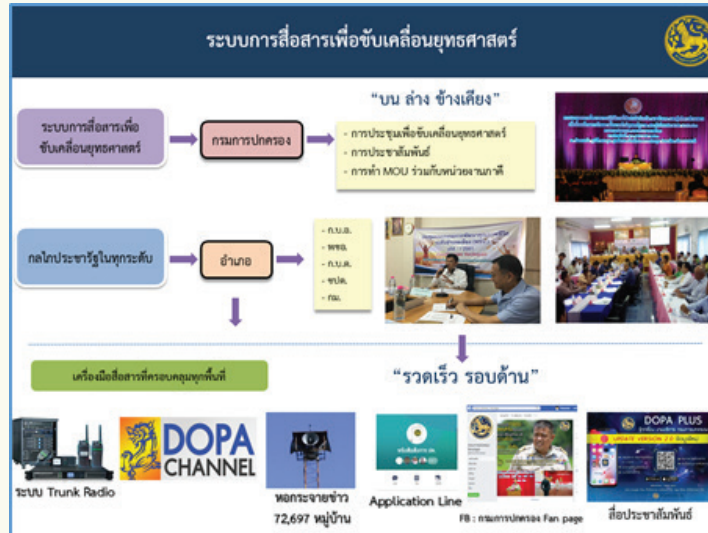 ระบบการสื่อสารเพื่อขับเคลื่อนยุทธศาสตร์
“บน ล่าง ข้างเคียง”
ระบบการสื่อสารเพื่อ
ขับเคลื่อนยุทธศาสตร์
กรมการปกครอง
- การประชุมเพื่อขับเคลื่อนยุทธศาสตร์
- การประชาสัมพันธ์
- การทำ MOU ร่วมกับหน่วยงานภาคี
กลไกประชารัฐในทุกระดับ
อำเภอ
- ก.บ.อ.
- พชอ.
- ก.บ.ต.
- ชปต.
- กม.
เครื่องมือสื่อสารที่ครอบคลุมทุกพื้นที่
“รวดเร็ว รอบด้าน”
ระบบ Trunk Radio
DOPA
CHANNEL
หอกระจายข่าว
72,697 หมู่บ้าน
Application Line
FB : กรมการปกครอง Fan page
DOPA PLUS
UPDATE VERSION 2.0
สื่อประชาสัมพันธ์